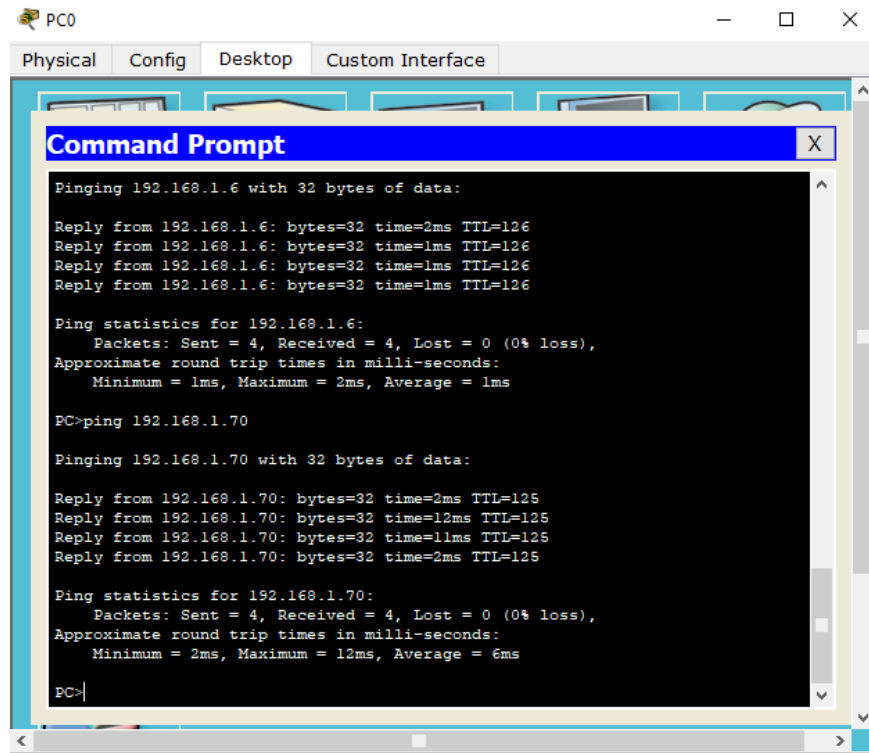 PC0
Physical Config Desktop Custom Interface
Command Prompt
X
Pinging 192.168.1.6 with 32 bytes of data:
Reply from 192.168.1.6: bytes=32 time=2ms TTL=126
Reply from 192.168.1.6: bytes=32 time=1ms TTL=126
Reply from 192.168.1.6: bytes=32 time=1ms TTL=126
Reply from 192.168.1.6: bytes=32 time=1ms TTL=126
Ping statistics for 192.168.1.6:
Packets: Sent = 4, Received = 4, Lost = 0 (0% loss),
Approximate round trip times in milli-seconds:
Minimum = 1ms, Maximum = 2ms, Average = 1ms
PC>ping 192.168.1.70
Pinging 192.168.1.70 with 32 bytes of data:
Reply from 192.168.1.70: bytes=32 time=2ms TTL=125
Reply from 192.168.1.70: bytes=32 time=12ms TTL=125
Reply from 192.168.1.70: bytes=32 time=11ms TTL=125
Reply from 192.168.1.70: bytes=32 time=2ms TTL=125
Ping statistics for 192.168.1.70:
Packets: Sent = 4, Received = 4, Lost = 0 (0% loss),
Approximate round trip times in milli-seconds:
Minimum = 2ms, Maximum = 12ms, Average = 6ms
PC>